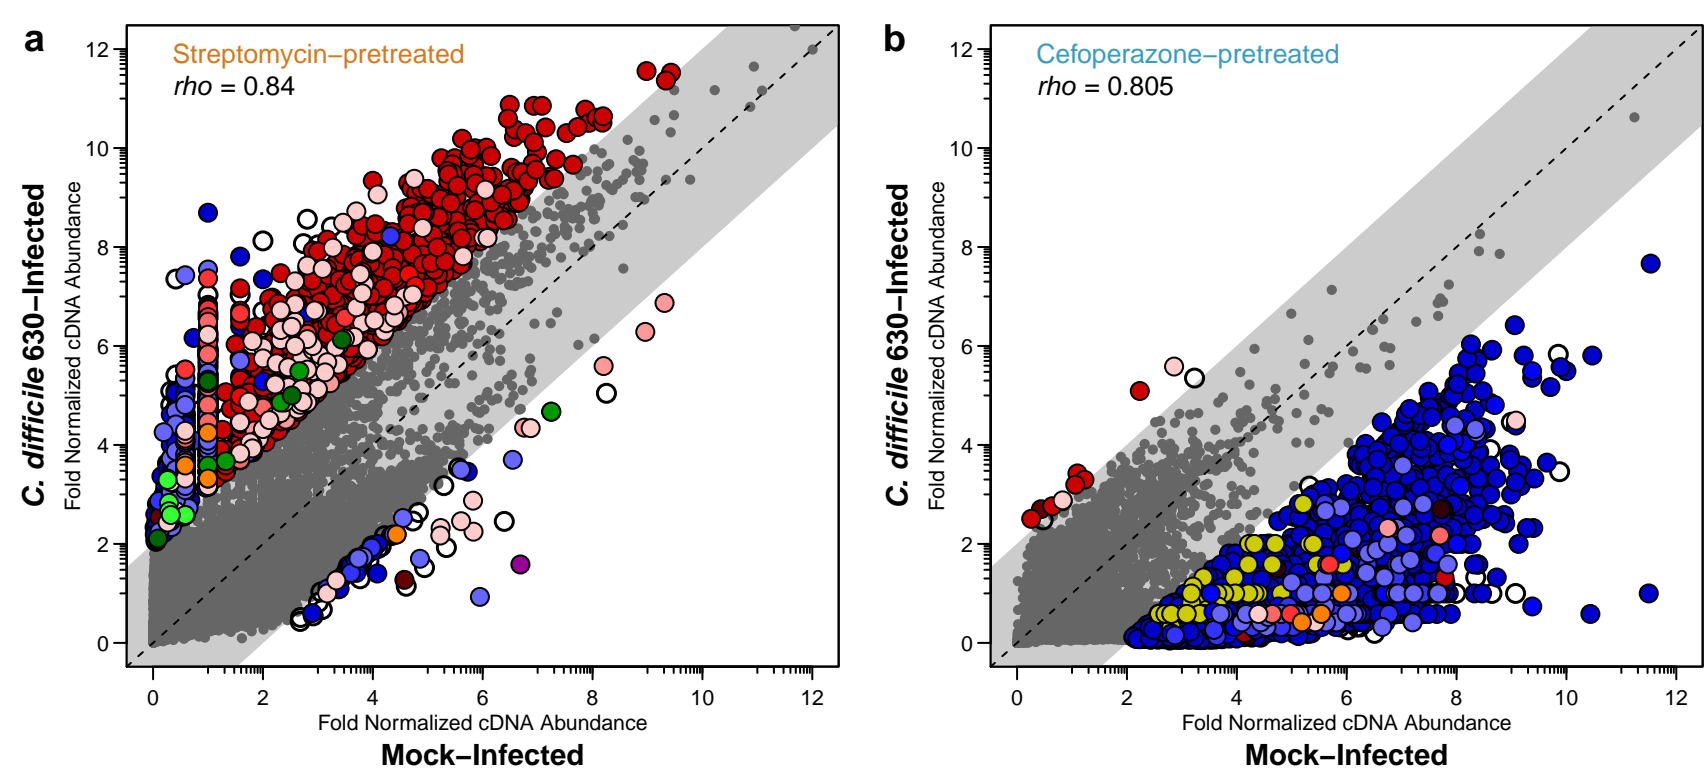 a
Streptomycin−pretreated
rho = 0.84
C. difficile 630−Infected
Fold Normalized cDNA Abundance
12
10
8
6
4
2
0
0 2 4 6 8 10 12
Fold Normalized cDNA Abundance
Mock−Infected
b
Cefoperazone−pretreated
rho = 0.805
C. difficile 630−Infected
Fold Normalized cDNA Abundance
12
10
8
6
4
2
0
0 2 4 6 8 10 12
Fold Normalized cDNA Abundance
Mock−Infected